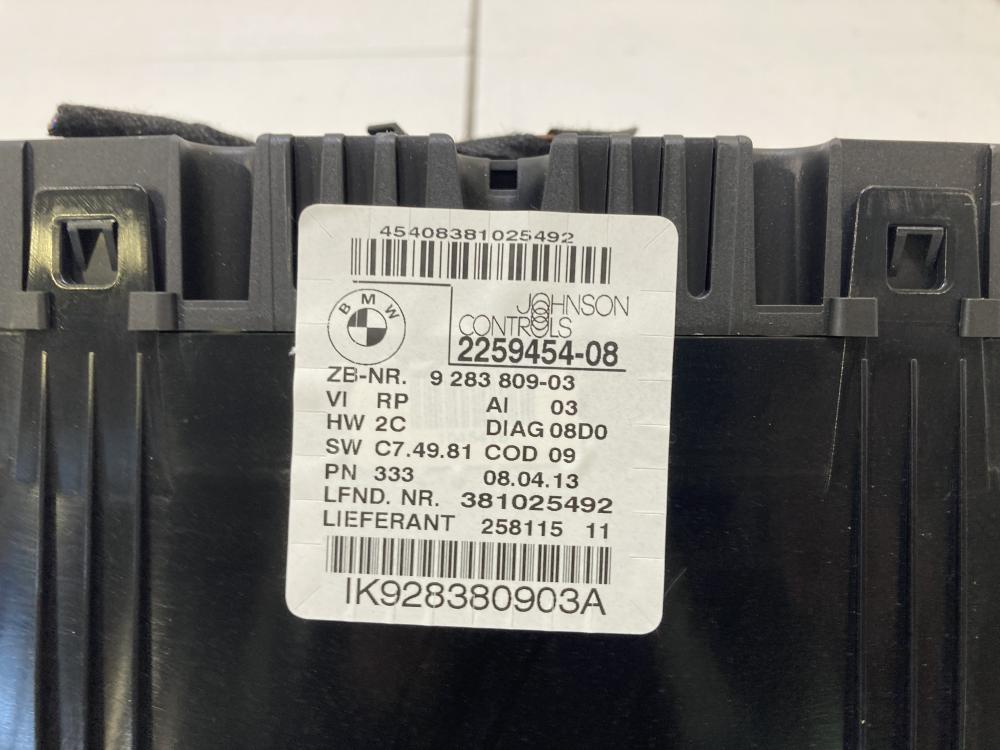 45408381025492
BMW
JOHNSON
CONTROLS
2259454-08
ZB-NR. 9 283 809-03
VI RP AI 03
HW 2C DIAG 08D0
SW C7.49.81 COD 09
PN 333 08.04.13
LFND. NR. 381025492
LIEFERANT 258115 11
IK928380903A